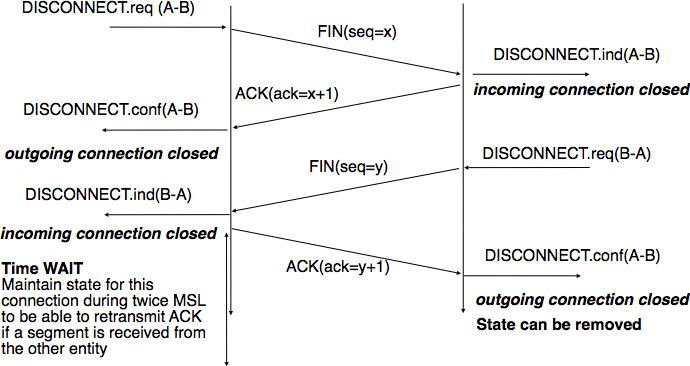 DISCONNECT.req (A-B)
FIN(seq=x)
DISCONNECT.ind(A-B)
incoming connection closed
ACK(ack=x+1)
DISCONNECT.conf(A-B)
outgoing connection closed
DISCONNECT.req(B-A)
FIN(seq=y)
DISCONNECT.ind(B-A)
incoming connection closed
ACK(ack=y+1)
DISCONNECT.conf(A-B)
outgoing connection closed
State can be removed
Time WAIT
Maintain state for this
connection during twice MSL
to be able to retransmit ACK
if a segment is received from
the other entity